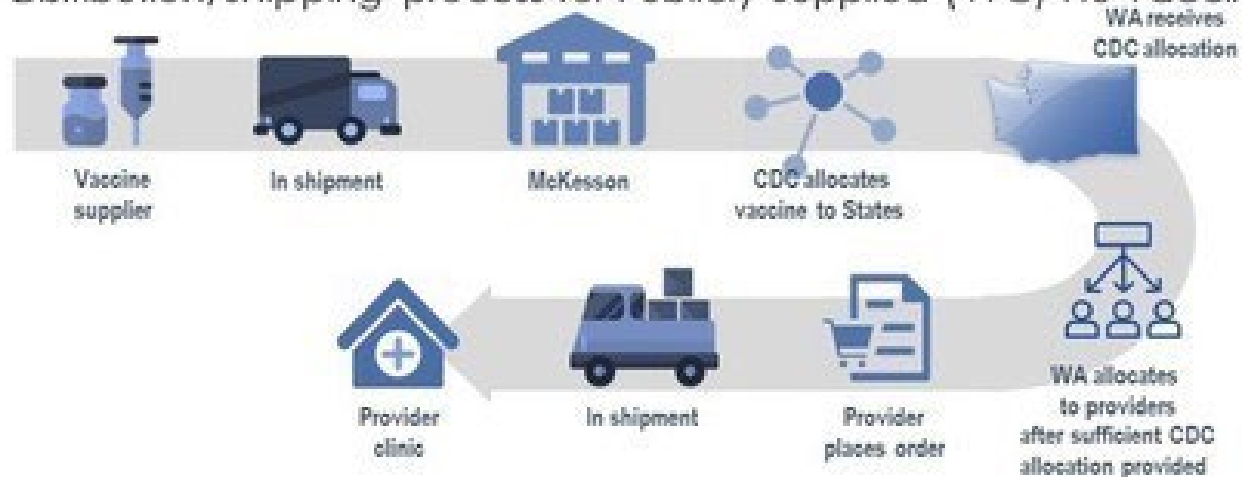 WA receives
CDC allocation
Vaccine
supplier
In shipment
McKesson
CDC allocates
vaccine to States
Provider
clinic
In shipment
Provider
places order
WA allocates
to providers
after sufficient CDC
allocation provided